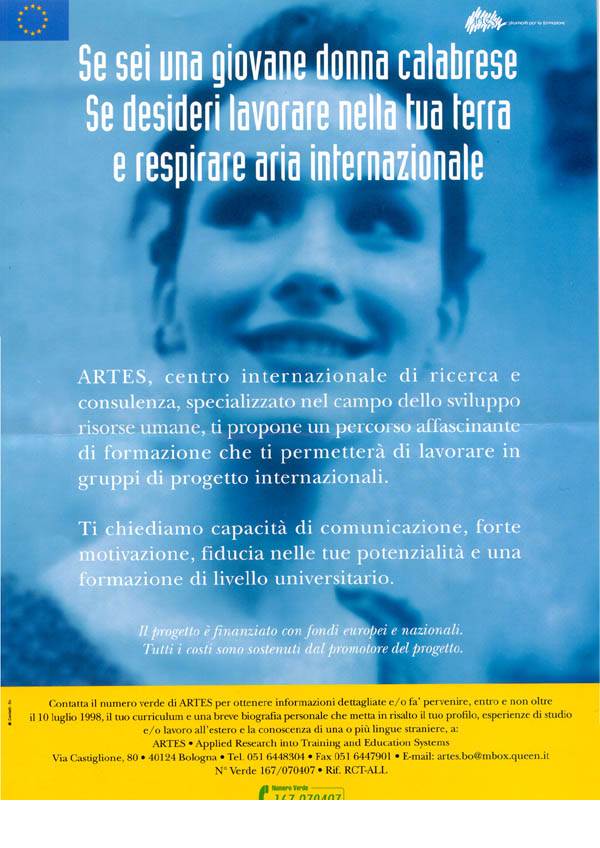 strumenti per la formazione
Se sei una giovane donna calabrese
Se desideri lavorare nella tua terra
e respirare aria internazionale
ARTES, centro internazionale di ricerca e
consulenza, specializzato nel campo dello sviluppo
risorse umane, ti propone un percorso affascinante
di formazione che ti permetterà di lavorare in
gruppi di progetto internazionali.
Ti chiediamo capacità di comunicazione, forte
motivazione, fiducia nelle tue potenzialità e una
formazione di livello universitario.
Il progetto è finanziato con fondi europei e nazionali.
Tutti i costi sono sostenuti dal promotore del progetto.
Contatta il numero verde di ARTES per ottenere informazioni dettagliate e/o fa' pervenire, entro e non oltre
il 10 luglio 1998, il tuo curriculum e una breve biografia personale che metta in risalto il tuo profilo, esperienze di studio
e/o lavoro all'estero e la conoscenza di una o più lingue straniere, a:
ARTES • Applied Research into Training and Education Systems
Via Castiglione, 80 • 40124 Bologna • Tel. 051 6448304 • Fax 051 6447901 • E-mail: artes.bo@mbox.queen.it
N° Verde 167/070407 • Rif. RCT-ALL
Numero Verde
167 070407